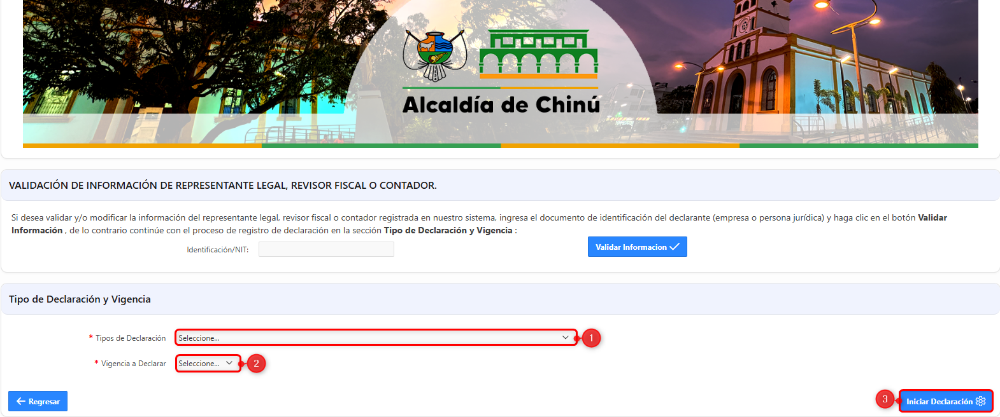 Alcaldía de Chinú
VALIDACIÓN DE INFORMACIÓN DE REPRESENTANTE LEGAL, REVISOR FISCAL O CONTADOR.
Si desea validar y/o modificar la información del representante legal, revisor fiscal o contador registrada en nuestro sistema, ingresa el documento de identificación del declarante (empresa o persona jurídica) y haga clic en el botón Validar
Información , de lo contrario continúe con el proceso de registro de declaración en la sección Tipo de Declaración y Vigencia :
Identificación/NIT:
Validar Informacion
Tipo de Declaración y Vigencia
* Tipos de Declaración Seleccione... 1
* Vigencia a Declarar Seleccione... 2
Regresar
3 Iniciar Declaración